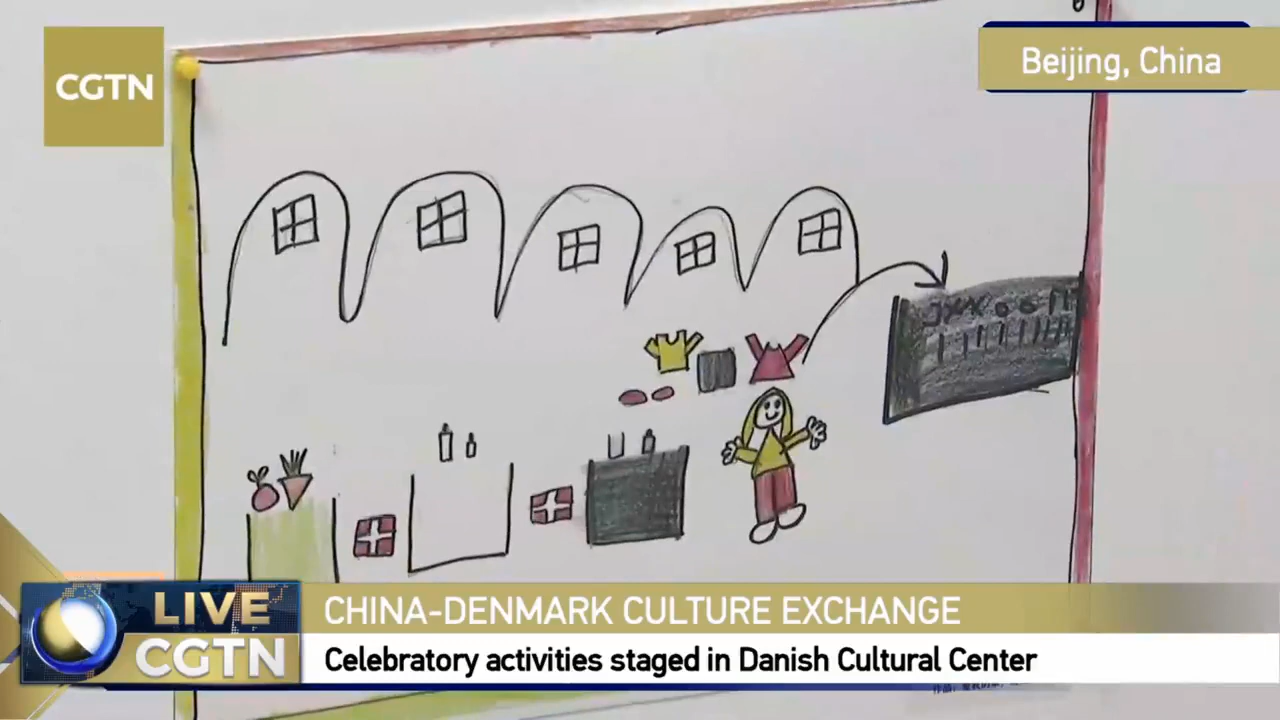 CGTN
Beijing, China
LIVE
CGTN
CHINA-DENMARK CULTURE EXCHANGE
Celebratory activities staged in Danish Cultural Center